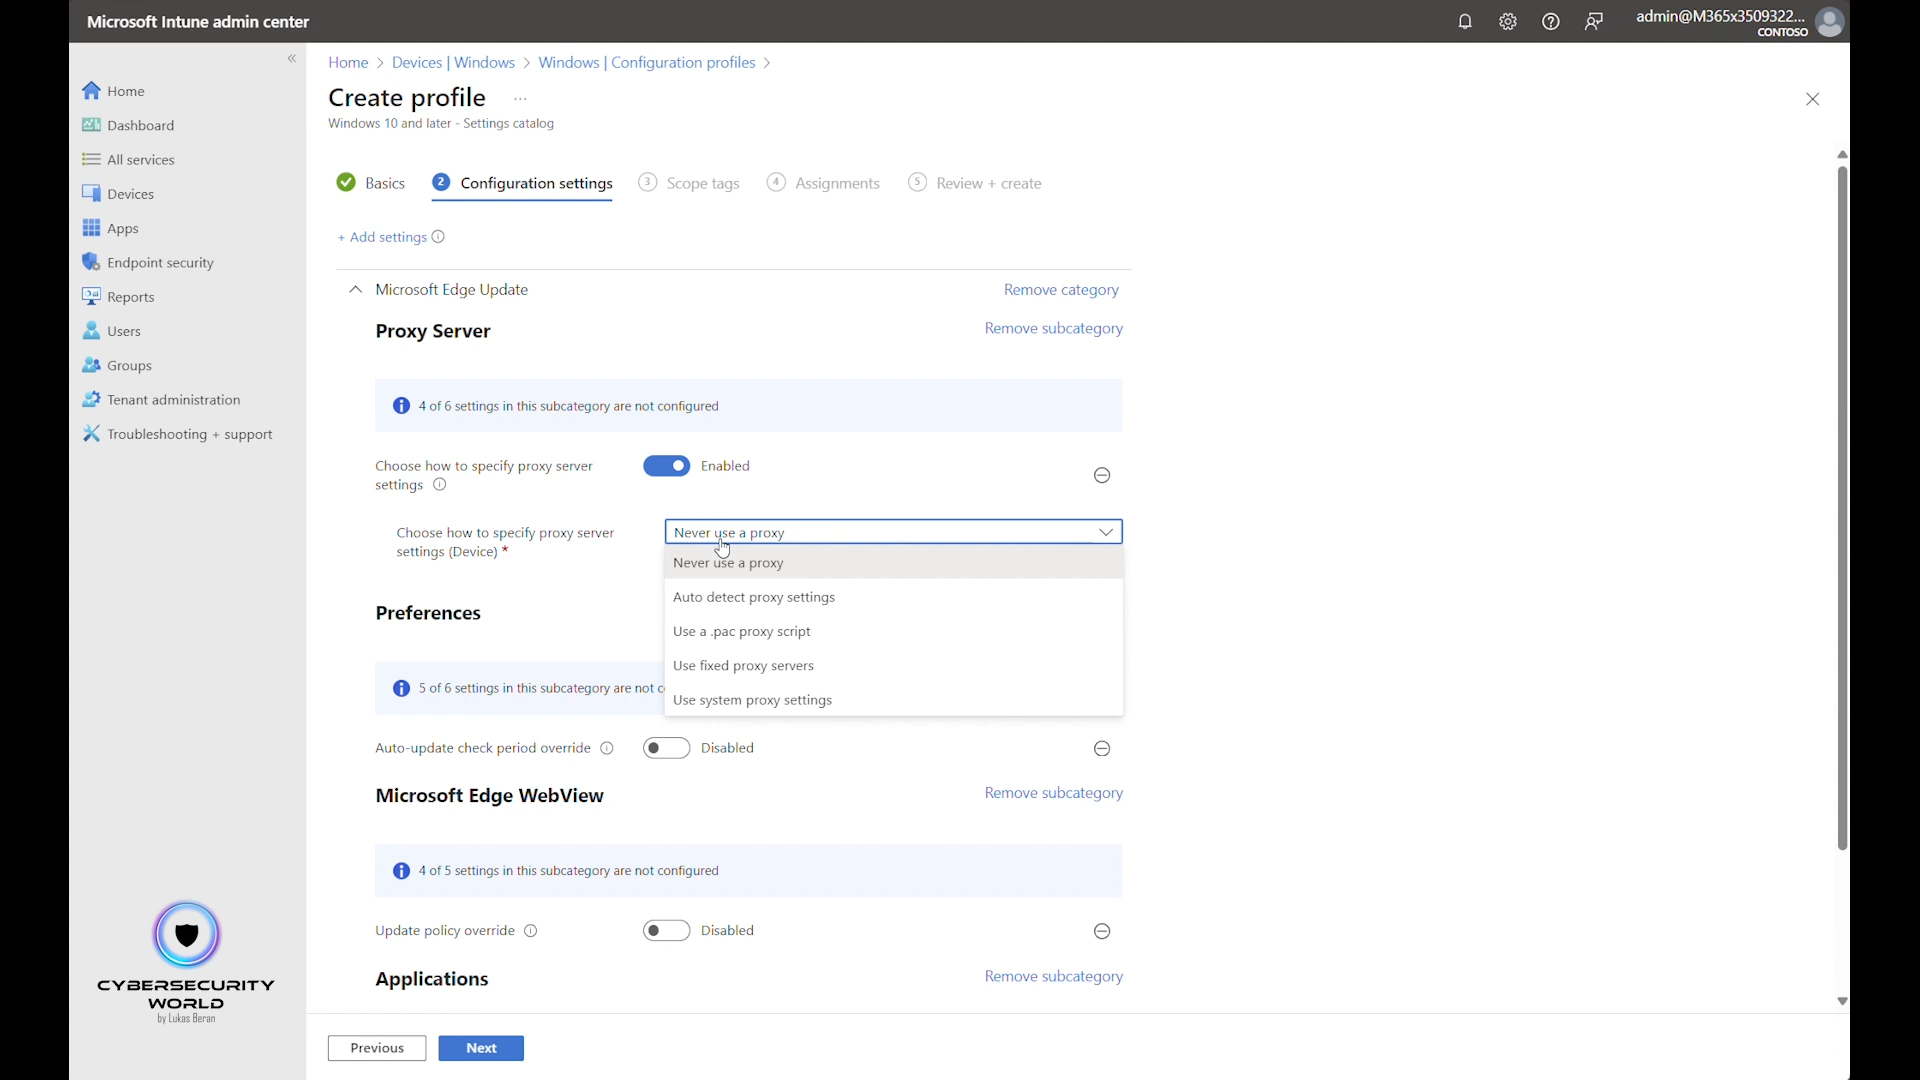 Microsoft Intune admin center
admin@M365x3509322...
CONTOSO
Home
Dashboard
All services
Devices
Apps
Endpoint security
Reports
Users
Groups
Tenant administration
Troubleshooting + support
CYBERSECURITY
WORLD
by Lukas Beran
Home > Devices | Windows > Windows | Configuration profiles >
Create profile ...
Windows 10 and later - Settings catalog
Basics
2 Configuration settings
3 Scope tags
4 Assignments
5 Review + create
+ Add settings
Microsoft Edge Update
Remove category
Proxy Server
Remove subcategory
4 of 6 settings in this subcategory are not configured
Choose how to specify proxy server
settings
Enabled
Choose how to specify proxy server
settings (Device) *
Never use a proxy
Never use a proxy
Auto detect proxy settings
Use a .pac proxy script
Use fixed proxy servers
Use system proxy settings
Preferences
5 of 6 settings in this subcategory are not c
Auto-update check period override
Disabled
Microsoft Edge WebView
Remove subcategory
4 of 5 settings in this subcategory are not configured
Update policy override
Disabled
Applications
Remove subcategory
Previous
Next